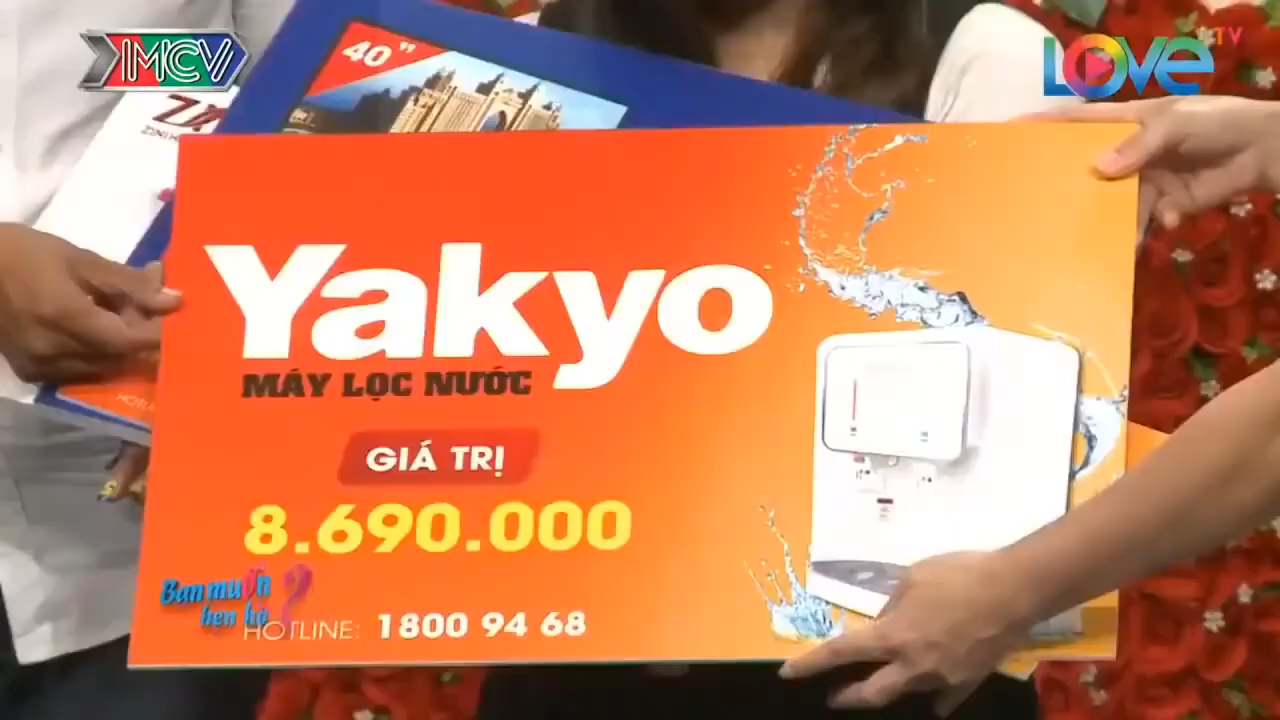 MCV
LOVE TV
40"
Yakyo
MÁY LỌC NƯỚC
GIÁ TRỊ
8.690.000
Bạn muốn
hẹn hò ?
HOTLINE: 1800 94 68